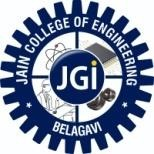 JAIN COLLEGE OF ENGINEERING
JGi
BELAGAVI